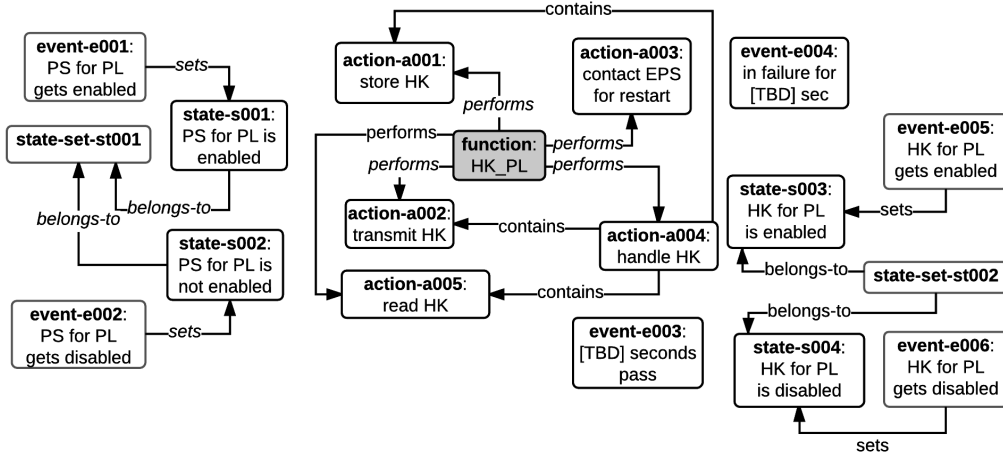 contains
event-e001:
PS for PL
gets enabled
sets
state-s001:
PS for PL is
enabled
state-set-st001
belongs-to
belongs-to
state-s002:
PS for PL is
not enabled
event-e002:
PS for PL
gets disabled
sets
action-a001:
store HK
performs
action-a003:
contact EPS
for restart
performs
function:
HK_PL
performs
performs
performs
action-a002:
transmit HK
contains
action-a004:
handle HK
action-a005:
read HK
contains
event-e003:
[TBD] seconds
pass
event-e004:
in failure for
[TBD] sec
event-e005:
HK for PL
gets enabled
state-s003:
HK for PL
is enabled
sets
belongs-to
state-set-st002
belongs-to
state-s004:
HK for PL
is disabled
event-e006:
HK for PL
gets disabled
sets